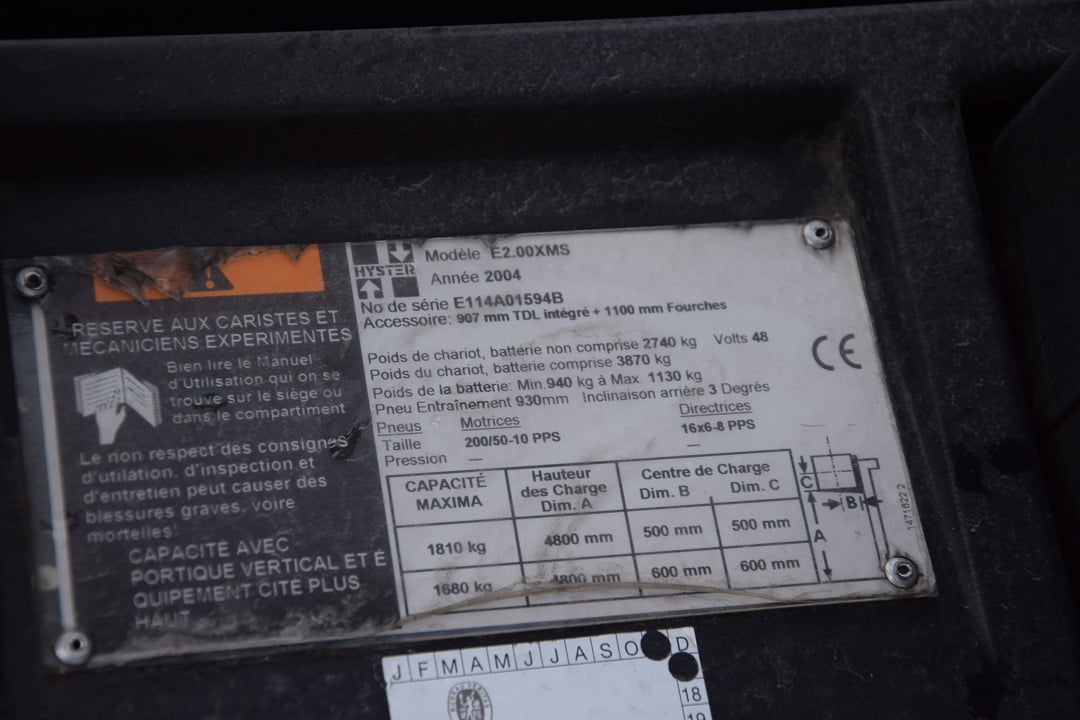 RESERVE AUX CARISTES ET
MECANICIENS EXPERIMENTES
Bien lire le Manuel
d'Utilisation qui on se
trouve sur le siège ou
dans le compartiment
Le non respect des consignes
d'utilation, d'inspection et
d'entretien peut causer des
blessures graves, voire
mortelles.
CAPACITE AVEC
PORTIQUE VERTICAL ET É
QUIPEMENT CITÉ PLUS
HAUT
HYSTER
Modèle E2.00XMS
Année 2004
No de série E114A01594B
Accessoire: 907 mm TDL intégré + 1100 mm Fourches
Poids de chariot, batterie non comprise 2740 kg Volts 48
Poids du chariot, batterie comprise 3870 kg
Poids de la batterie: Min. 940 kg à Max. 1130 kg
Pneu Entraînement 930mm Inclinaison arrière 3 Degrés
Pneus Motrices Directrices
Taille 200/50-10 PPS 16x6-8 PPS
Pression — —
CAPACITÉ MAXIMA Hauteur des Charge Dim. A Centre de Charge Dim. B Dim. C
1810 kg 4800 mm 500 mm 500 mm
1680 kg 4800 mm 600 mm 600 mm
CE
C
B
A
1471622 2
J F M A M J J A S O D
18
19